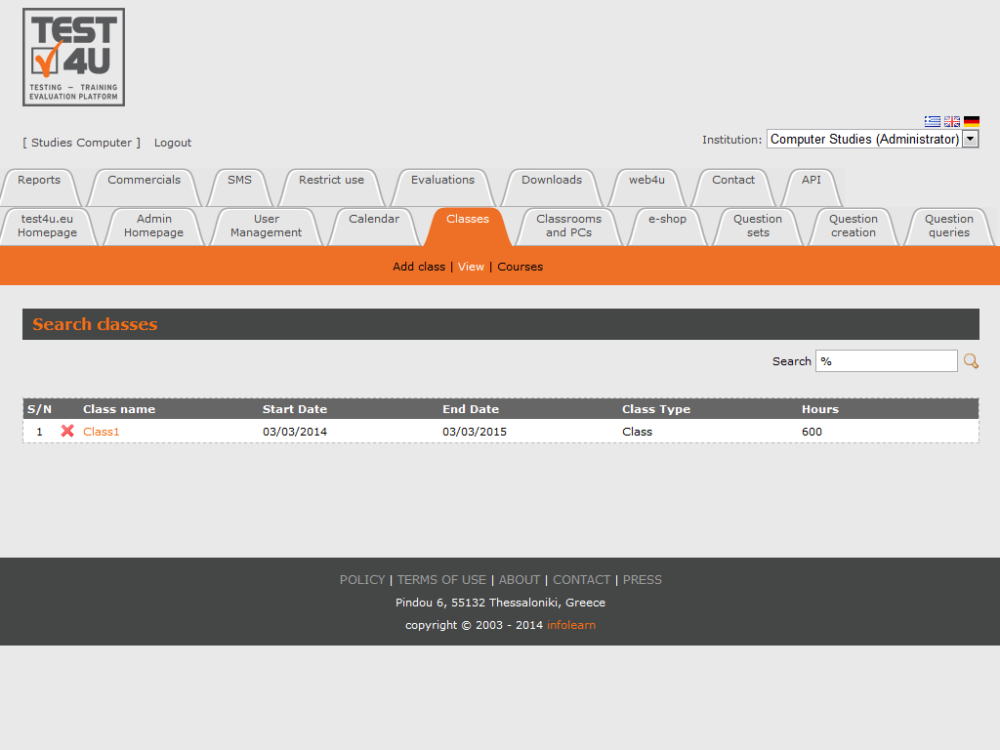 TEST
4U
TESTING – TRAINING
EVALUATION PLATFORM
[ Studies Computer ] Logout
Institution: Computer Studies (Administrator)
Reports Commercials SMS Restrict use Evaluations Downloads web4u Contact API
test4u.eu Homepage Admin Homepage User Management Calendar Classes Classrooms and PCs e-shop Question sets Question creation Question queries
Add class | View | Courses
Search classes
Search %
S/N Class name Start Date End Date Class Type Hours
1 Class1 03/03/2014 03/03/2015 Class 600
POLICY | TERMS OF USE | ABOUT | CONTACT | PRESS
Pindou 6, 55132 Thessaloniki, Greece
copyright © 2003 - 2014 infolearn